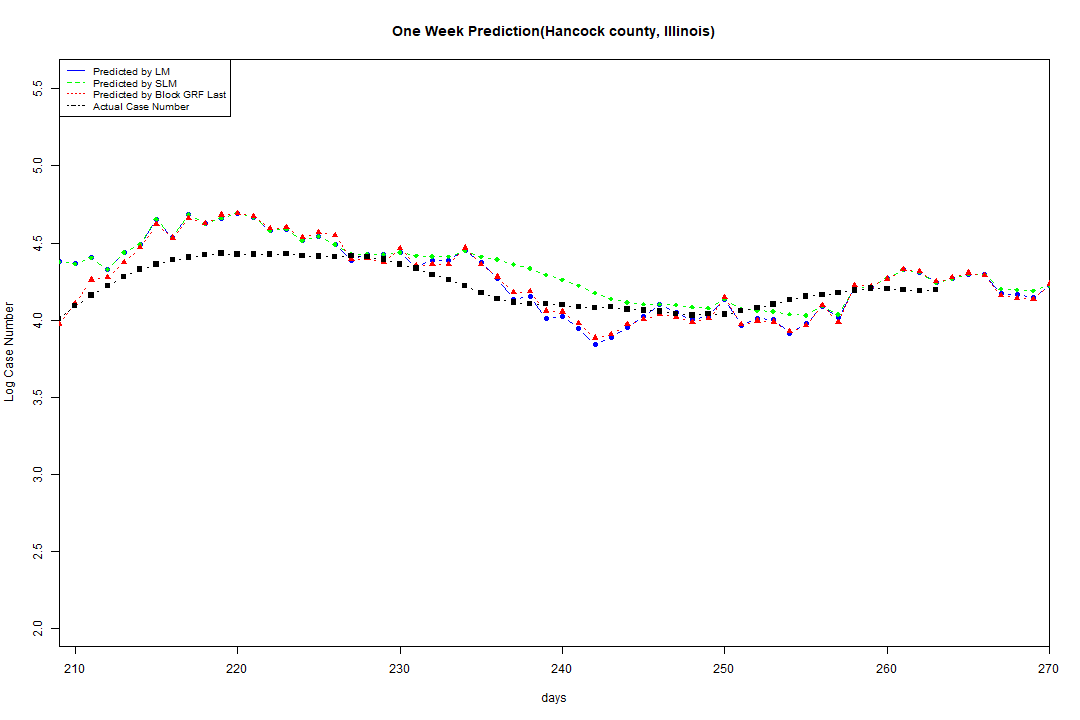 One Week Prediction(Hancock county, Illinois)
Predicted by LM
Predicted by SLM
Predicted by Block GRF Last
Actual Case Number
Log Case Number
5.5
5.0
4.5
4.0
3.5
3.0
2.5
2.0
210 220 230 240 250 260 270
days